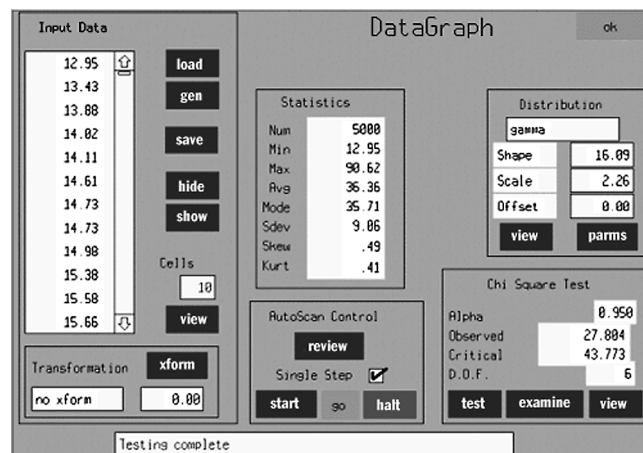 Input Data
DataGraph
ok
12.95
13.43
13.88
14.02
14.11
14.61
14.73
14.73
14.98
15.38
15.58
15.66
load
gen
save
hide
show
Cells
10
view
Transformation
xform
no xform
0.00
Statistics
Num 5000
Min 12.95
Max 90.62
Avg 36.36
Mode 35.71
Sdev 9.06
Skew .49
Kurt .41
AutoScan Control
review
Single Step
start go halt
Distribution
gamma
Shape 16.09
Scale 2.26
Offset 0.00
view parms
Chi Square Test
Alpha 0.950
Observed 27.804
Critical 43.773
D.O.F. 6
test examine view
Testing complete